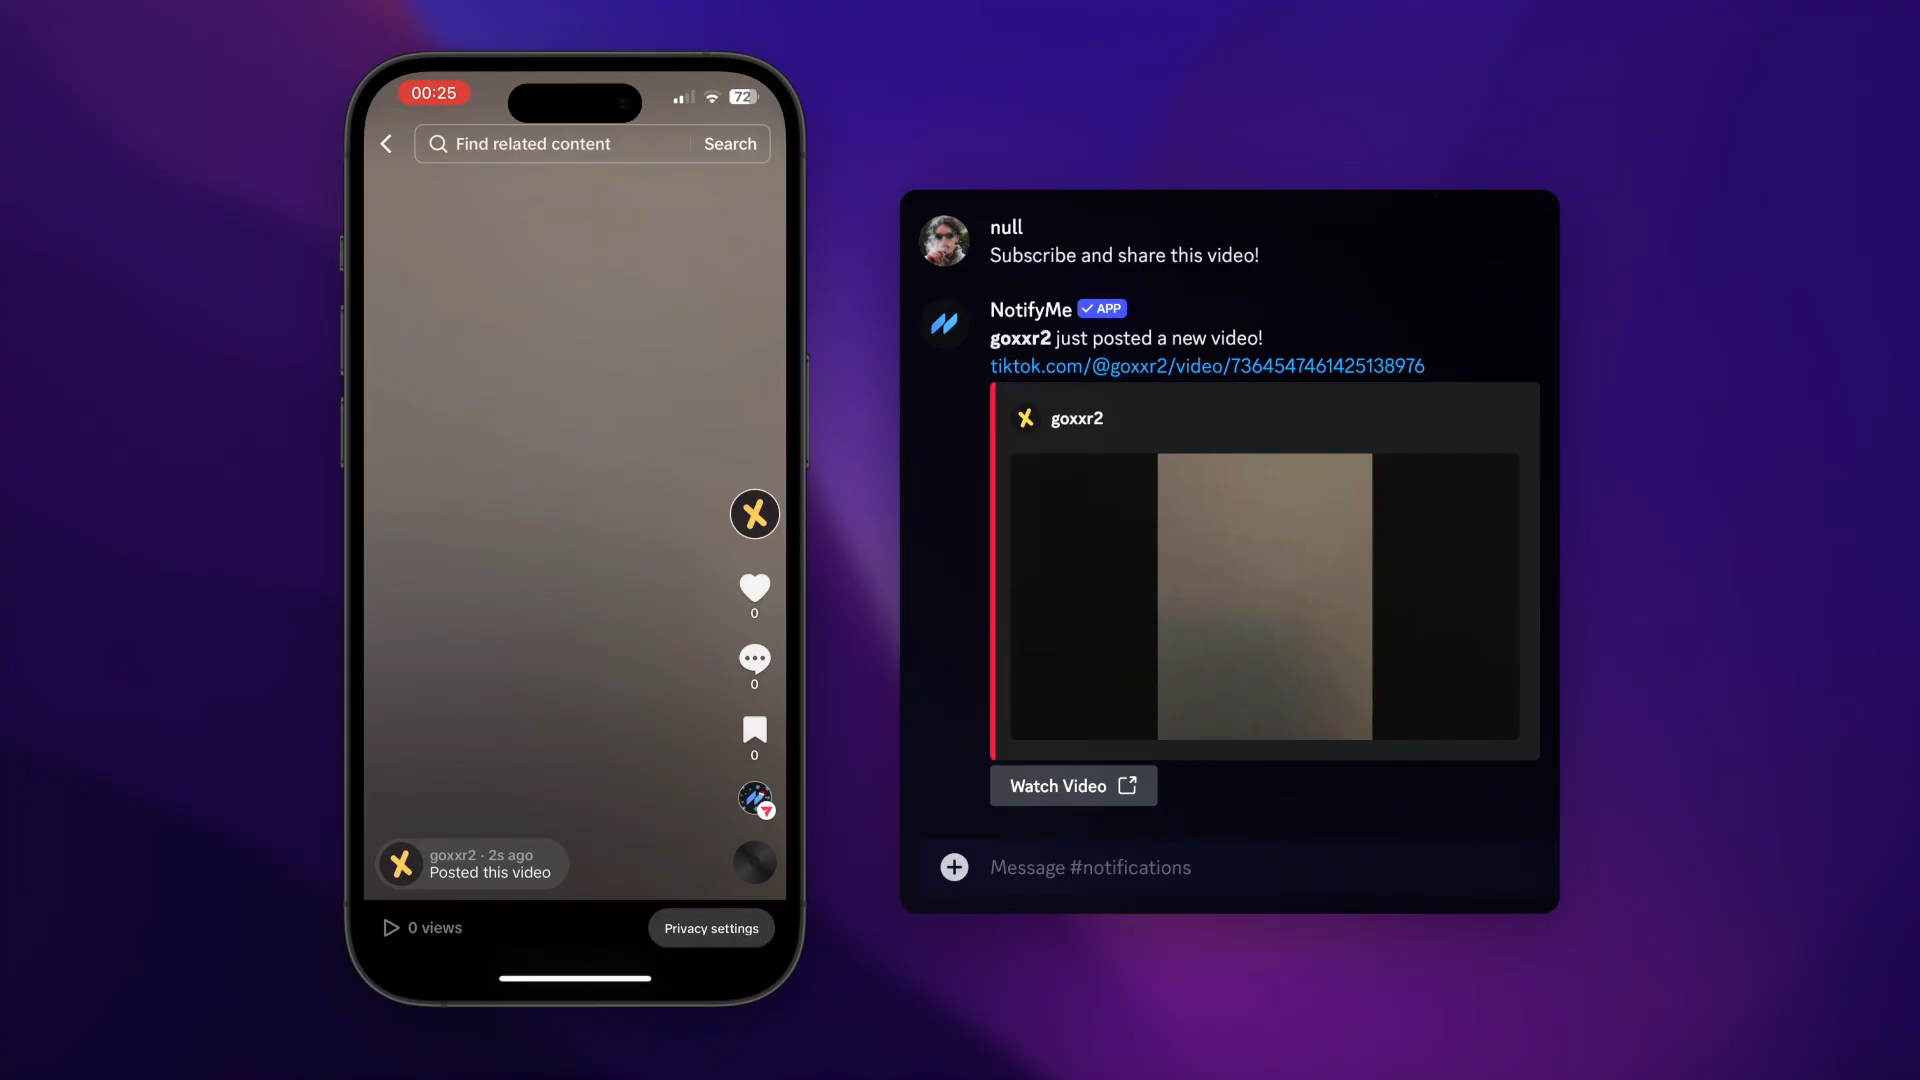 00:25
72
Find related content
Search
0
0
0
goxxr2 · 2s ago
Posted this video
0 views
Privacy settings
null
Subscribe and share this video!
NotifyMe APP
goxxr2 just posted a new video!
tiktok.com/@goxxr2/video/7364547461425138976
goxxr2
Watch Video
Message #notifications